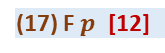 (17) F 𝒑 [12]